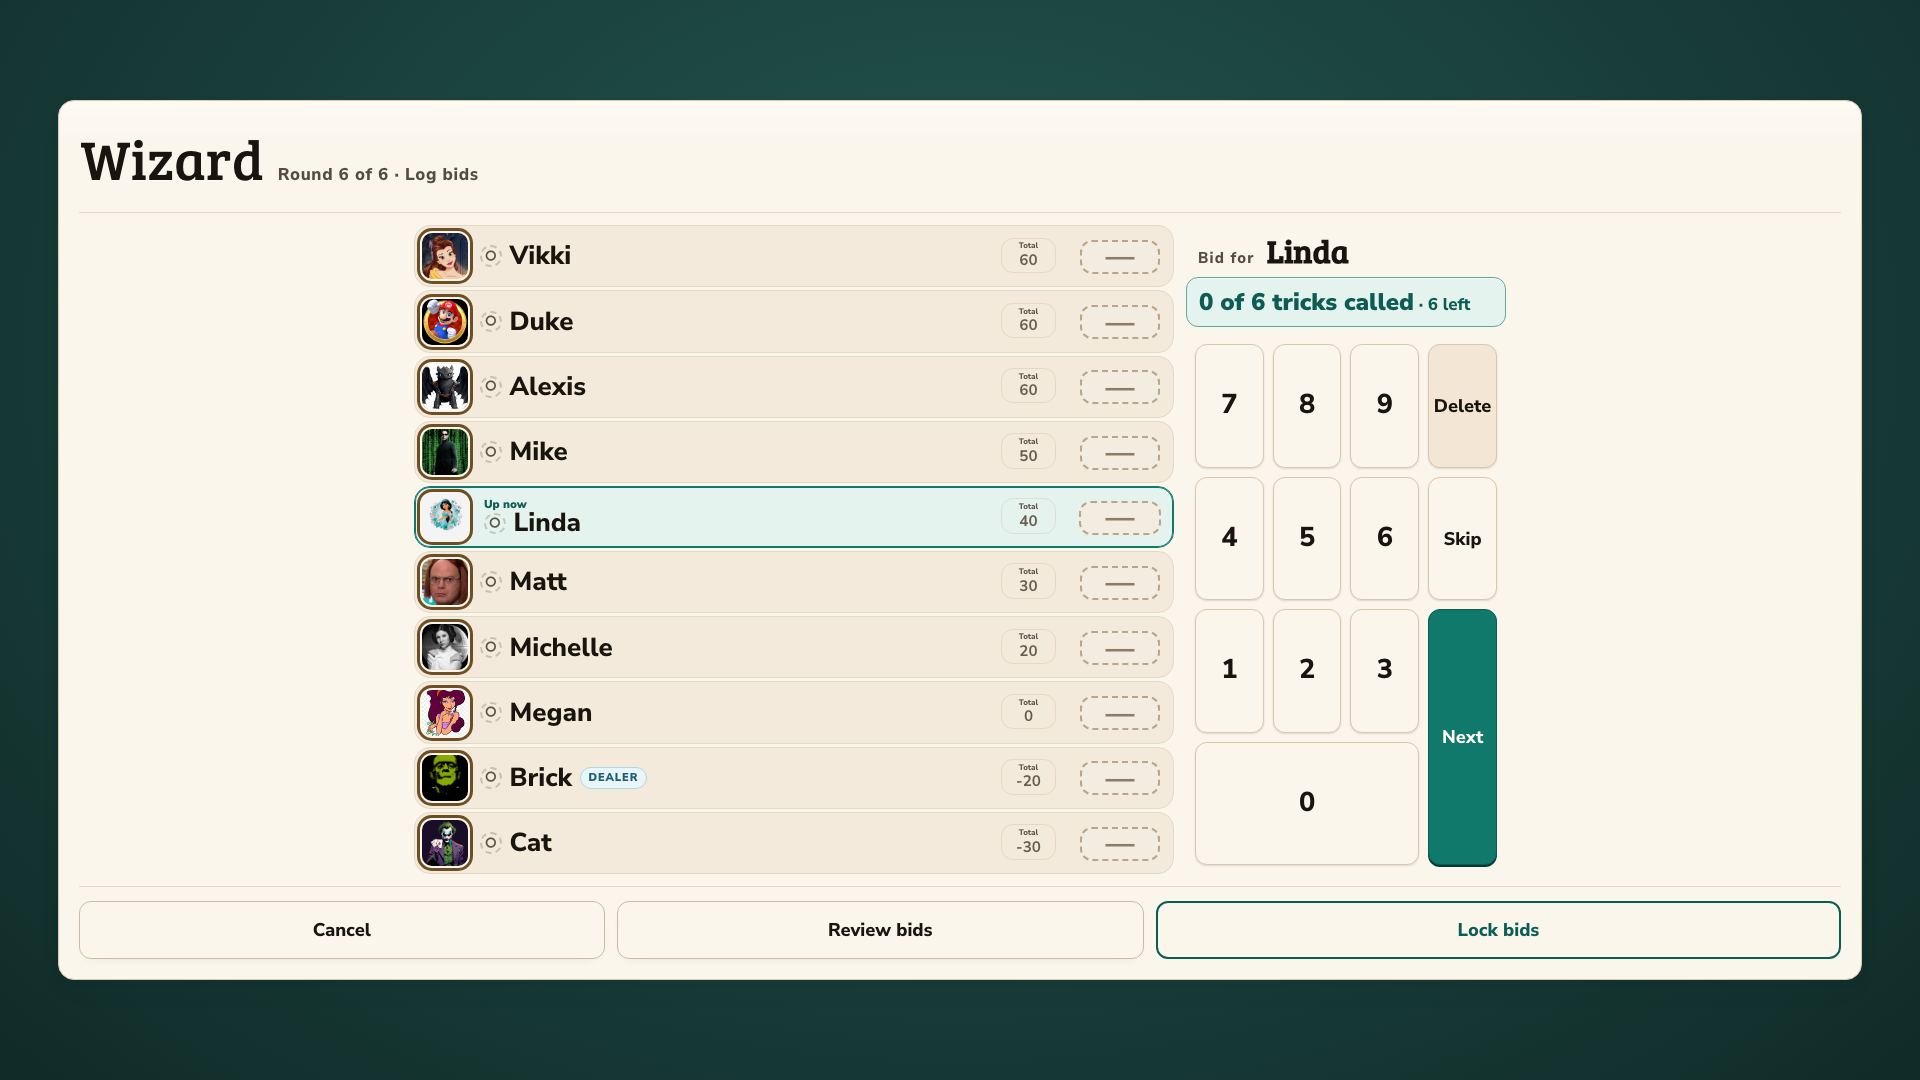 Wizard Round 6 of 6 · Log bids
Vikki Total 60 —
Duke Total 60 —
Alexis Total 60 —
Mike Total 50 —
Up now
Linda Total 40 —
Matt Total 30 —
Michelle Total 20 —
Megan Total 0 —
Brick DEALER Total -20 —
Cat Total -30 —
Bid for Linda
0 of 6 tricks called · 6 left
7 8 9 Delete
4 5 6 Skip
1 2 3 Next
0
Cancel Review bids Lock bids